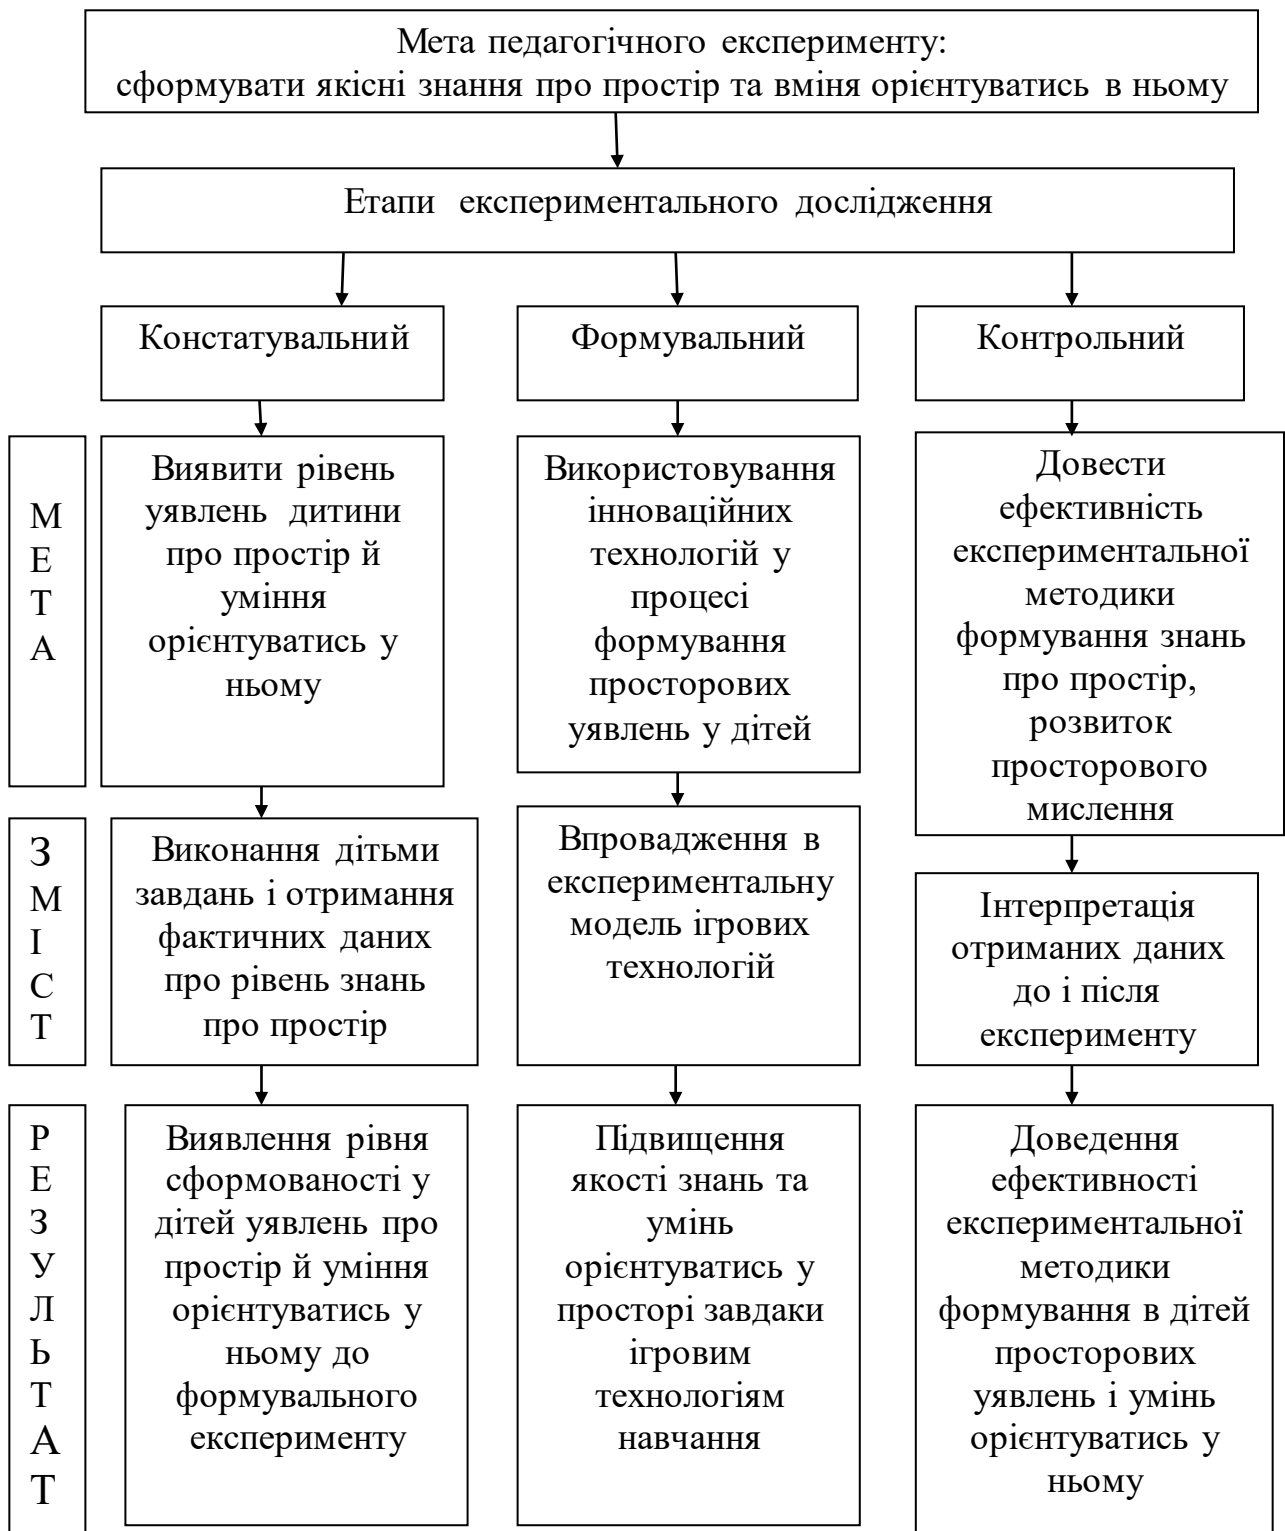 Мета педагогічного експерименту:
сформувати якісні знання про простір та вміня орієнтуватись в ньому
Етапи експериментального дослідження
Констатувальний
Формувальний
Контрольний
М
Е
Т
А
Виявити рівень
уявлень дитини
про простір й
уміння
орієнтуватись у
ньому
Використовування
інноваційних
технологій у
процесі
формування
просторових
уявлень у дітей
Довести
ефективність
експериментальної
методики
формування знань
про простір,
розвиток
просторового
мислення
З
М
І
С
Т
Виконання дітьми
завдань і отримання
фактичних даних
про рівень знань
про простір
Впровадження в
експериментальну
модель ігрових
технологій
Інтерпретація
отриманих даних
до і після
експерименту
Р
Е
З
У
Л
Ь
Т
А
Т
Виявлення рівня
сформованості у
дітей уявлень про
простір й уміння
орієнтуватись у
ньому до
формувального
експерименту
Підвищення
якості знань та
умінь
орієнтуватись у
просторі завдаки
ігровим
технологіям
навчання
Доведення
ефективності
експериментальної
методики
формування в дітей
просторових
уявлень і умінь
орієнтуватись у
ньому